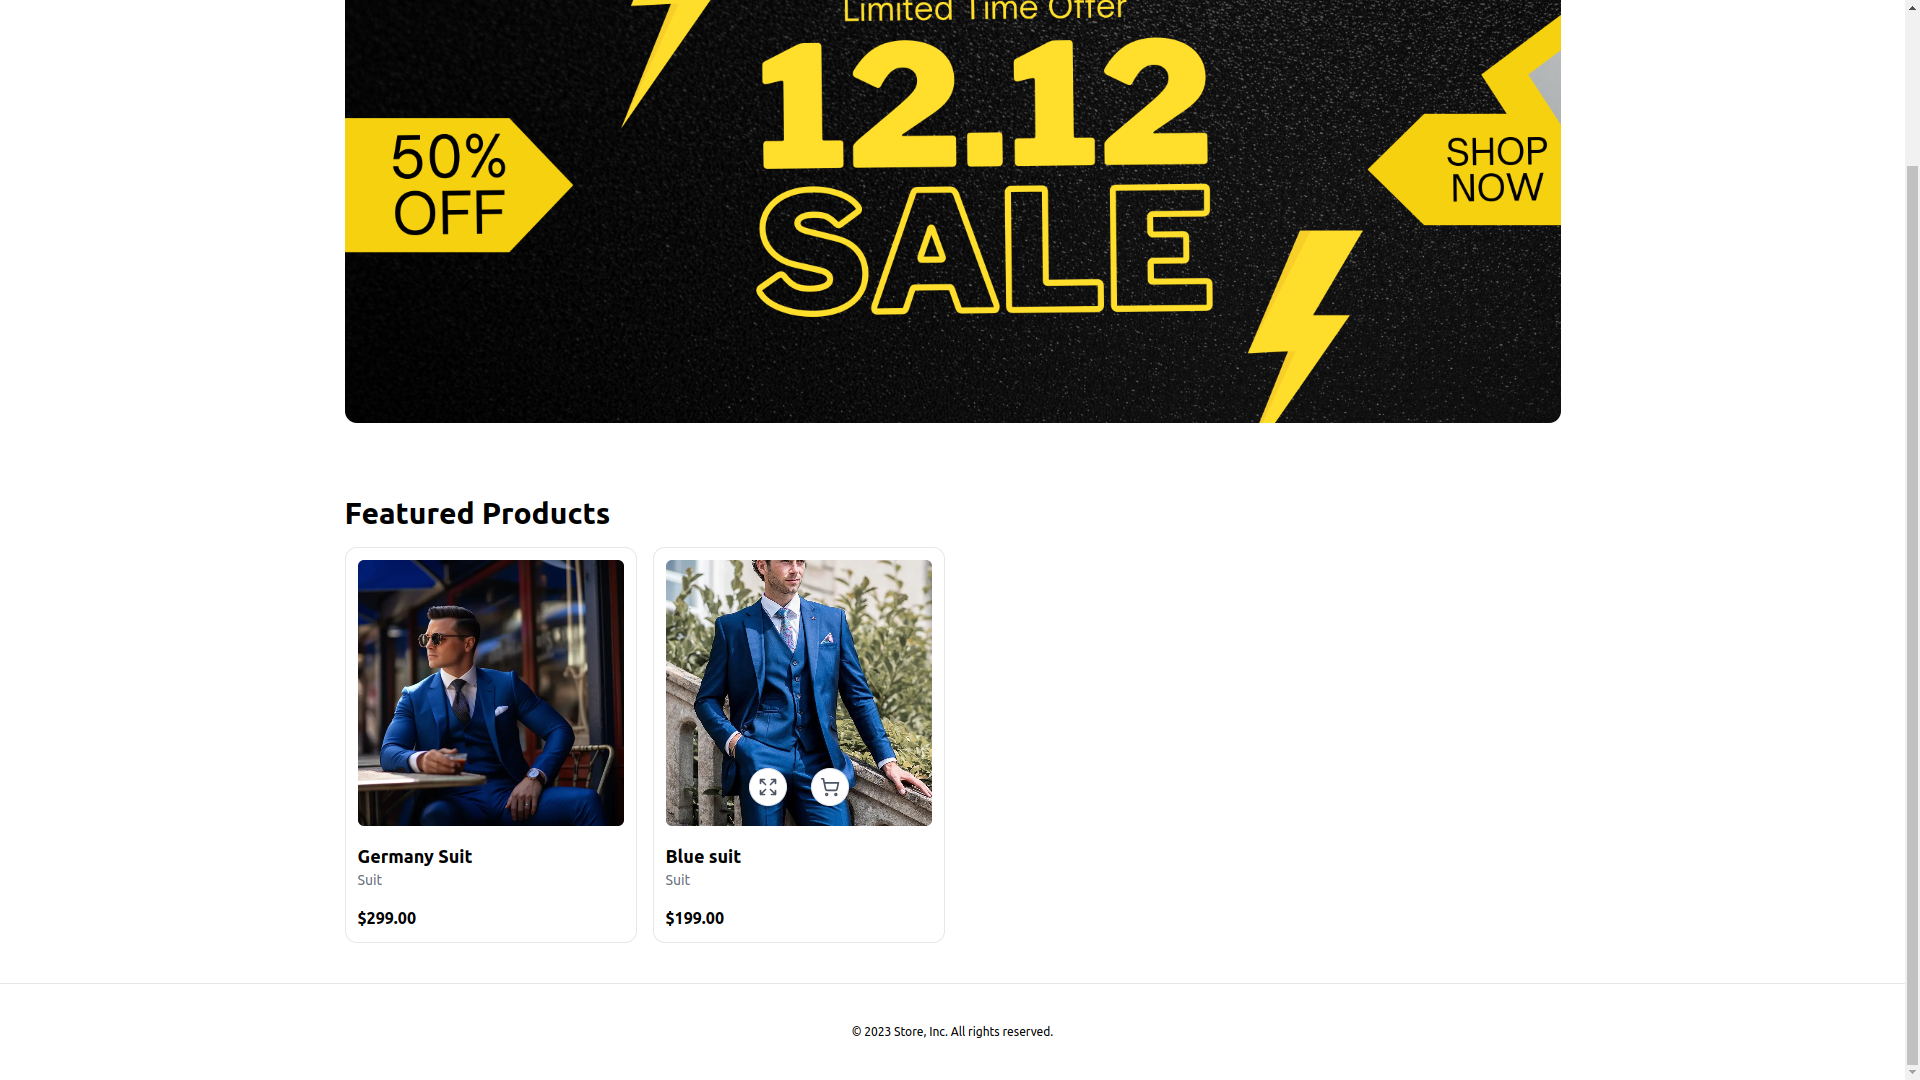 Limited Time Offer
12.12
SALE
50%
OFF
SHOP
NOW
Featured Products
Germany Suit
Suit
$299.00
Blue suit
Suit
$199.00
© 2023 Store, Inc. All rights reserved.